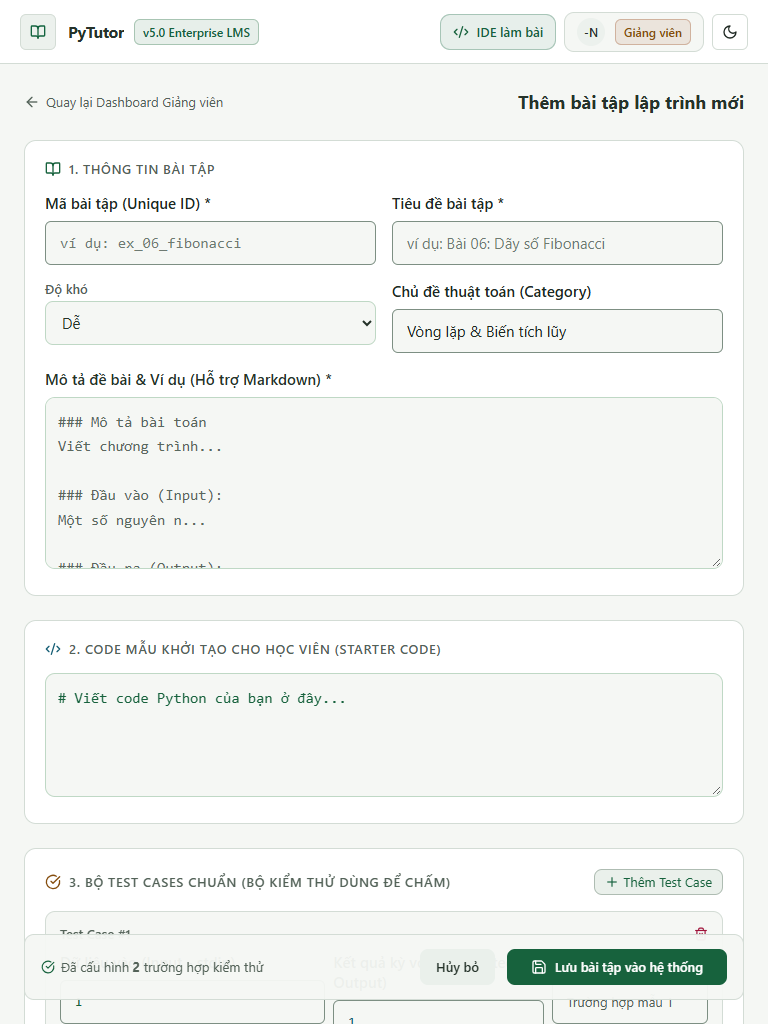 PyTutor
v5.0 Enterprise LMS
IDE làm bài
-N
Giảng viên
Quay lại Dashboard Giảng viên
Thêm bài tập lập trình mới
1. THÔNG TIN BÀI TẬP
Mã bài tập (Unique ID) *
Tiêu đề bài tập *
ví dụ: ex_06_fibonacci
ví dụ: Bài 06: Dãy số Fibonacci
Độ khó
Chủ đề thuật toán (Category)
Dễ
Vòng lặp & Biến tích lũy
Mô tả đề bài & Ví dụ (Hỗ trợ Markdown) *
### Mô tả bài toán
Viết chương trình...
### Đầu vào (Input):
Một số nguyên n...
### Đầu ra (Output):
2. CODE MẪU KHỞI TẠO CHO HỌC VIÊN (STARTER CODE)
# Viết code Python của bạn ở đây...
3. BỘ TEST CASES CHUẨN (BỘ KIỂM THỬ DÙNG ĐỂ CHẤM)
Thêm Test Case
Test Case #1
Kết quả kỳ
Output)
Đã cấu hình 2 trường hợp kiểm thử
Hủy bỏ
Lưu bài tập vào hệ thống
1
1
Trường hợp mẫu 1